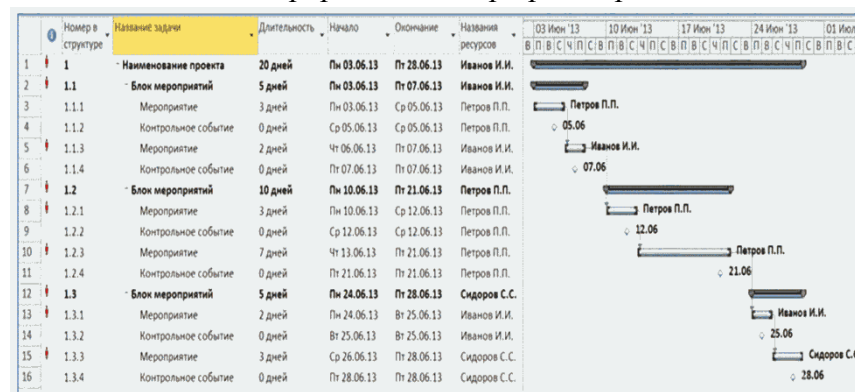 Номер в структуре Название задачи Длительность Начало Окончание Названия ресурсов 03 Июн '13 10 Июн '13 17 Июн '13 24 Июн '13 01 Июл
В П В С Ч П С В П В С Ч П С В П В С Ч П С В П В С Ч П С В П В С
1 1 Наименование проекта 20 дней Пн 03.06.13 Пт 28.06.13 Иванов И.И.
2 1.1 Блок мероприятий 5 дней Пн 03.06.13 Пт 07.06.13 Иванов И.И.
3 1.1.1 Мероприятие 3 дней Пн 03.06.13 Ср 05.06.13 Петров П.П. Петров П.П.
4 1.1.2 Контрольное событие 0 дней Ср 05.06.13 Ср 05.06.13 Петров П.П. 05.06
5 1.1.3 Мероприятие 2 дней Чт 06.06.13 Пт 07.06.13 Иванов И.И. Иванов И.И.
6 1.1.4 Контрольное событие 0 дней Пт 07.06.13 Пт 07.06.13 Иванов И.И. 07.06
7 1.2 Блок мероприятий 10 дней Пн 10.06.13 Пт 21.06.13 Петров П.П.
8 1.2.1 Мероприятие 3 дней Пн 10.06.13 Ср 12.06.13 Петров П.П. Петров П.П.
9 1.2.2 Контрольное событие 0 дней Ср 12.06.13 Ср 12.06.13 Петров П.П. 12.06
10 1.2.3 Мероприятие 7 дней Чт 13.06.13 Пт 21.06.13 Петров П.П. Петров П.П.
11 1.2.4 Контрольное событие 0 дней Пт 21.06.13 Пт 21.06.13 Петров П.П. 21.06
12 1.3 Блок мероприятий 5 дней Пн 24.06.13 Пт 28.06.13 Сидоров С.С.
13 1.3.1 Мероприятие 2 дней Пн 24.06.13 Вт 25.06.13 Иванов И.И. Иванов И.И.
14 1.3.2 Контрольное событие 0 дней Вт 25.06.13 Вт 25.06.13 Иванов И.И. 25.06
15 1.3.3 Мероприятие 3 дней Ср 26.06.13 Пт 28.06.13 Сидоров С.С. Сидоров С.С
16 1.3.4 Контрольное событие 0 дней Пт 28.06.13 Пт 28.06.13 Сидоров С.С. 28.06